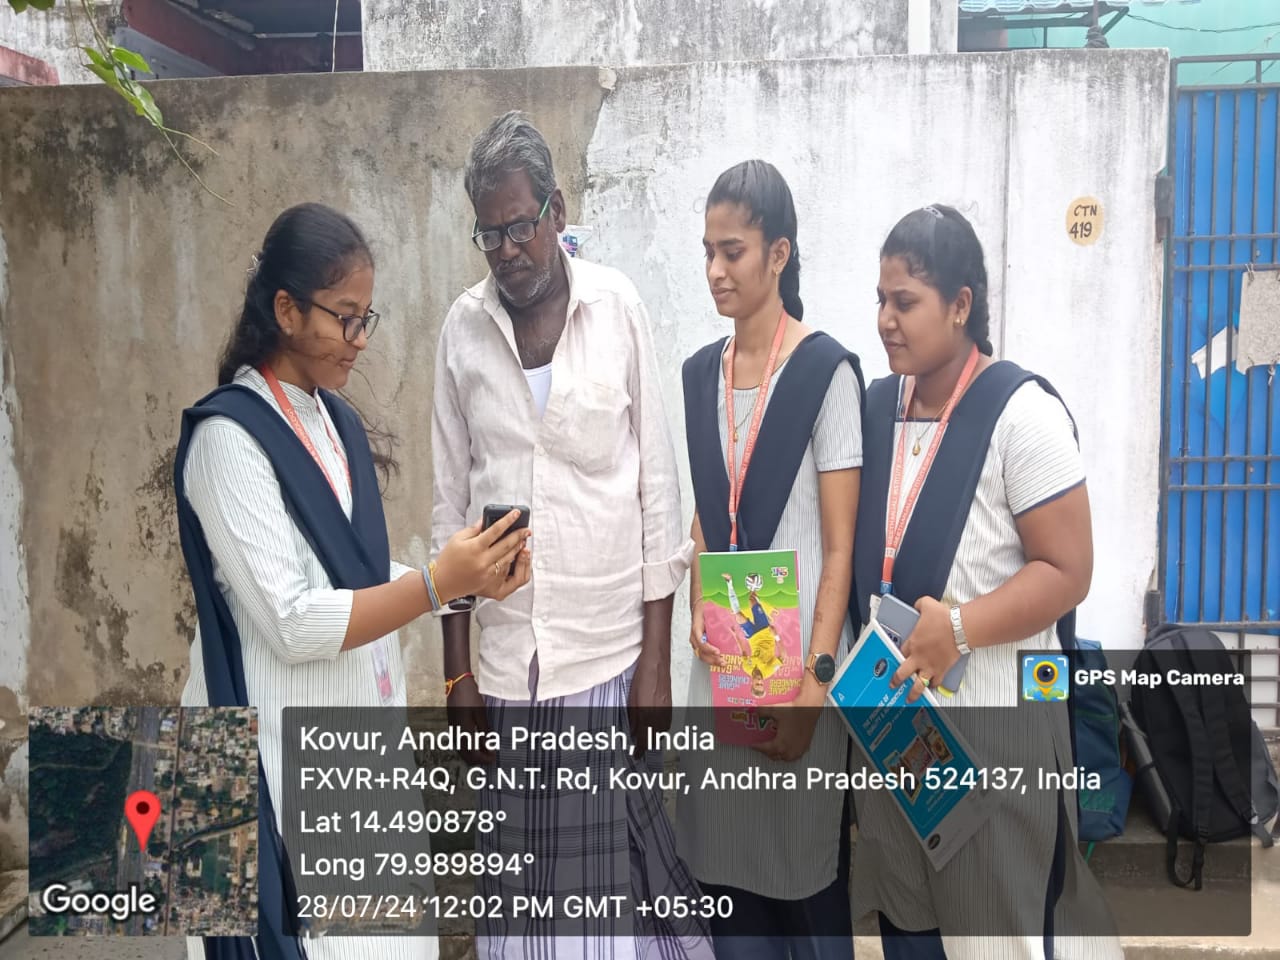 CTN
419
GPS Map Camera
Kovur, Andhra Pradesh, India
FXVR+R4Q, G.N.T. Rd, Kovur, Andhra Pradesh 524137, India
Lat 14.490878°
Long 79.989894°
28/07/24 12:02 PM GMT +05:30
Google